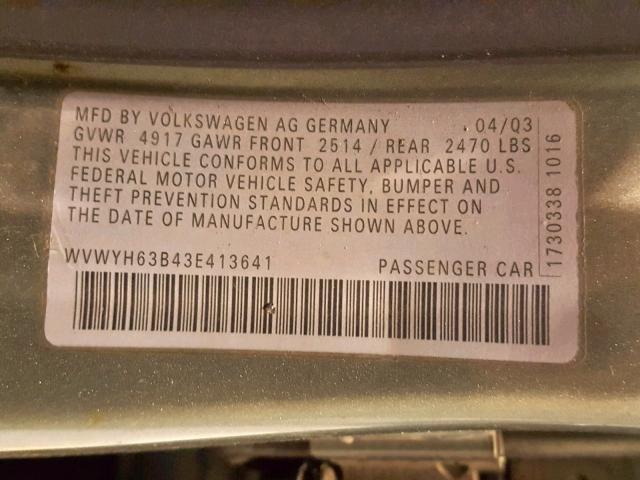 MFD BY VOLKSWAGEN AG GERMANY 04/03
GVWR 4917 GAWR FRONT 2514 / REAR 2470 LBS
THIS VEHICLE CONFORMS TO ALL APPLICABLE U.S.
FEDERAL MOTOR VEHICLE SAFETY, BUMPER AND
THEFT PREVENTION STANDARDS IN EFFECT ON
THE DATE OF MANUFACTURE SHOWN ABOVE.
WVWYH63B43E413641 PASSENGER CAR
1730338 1016